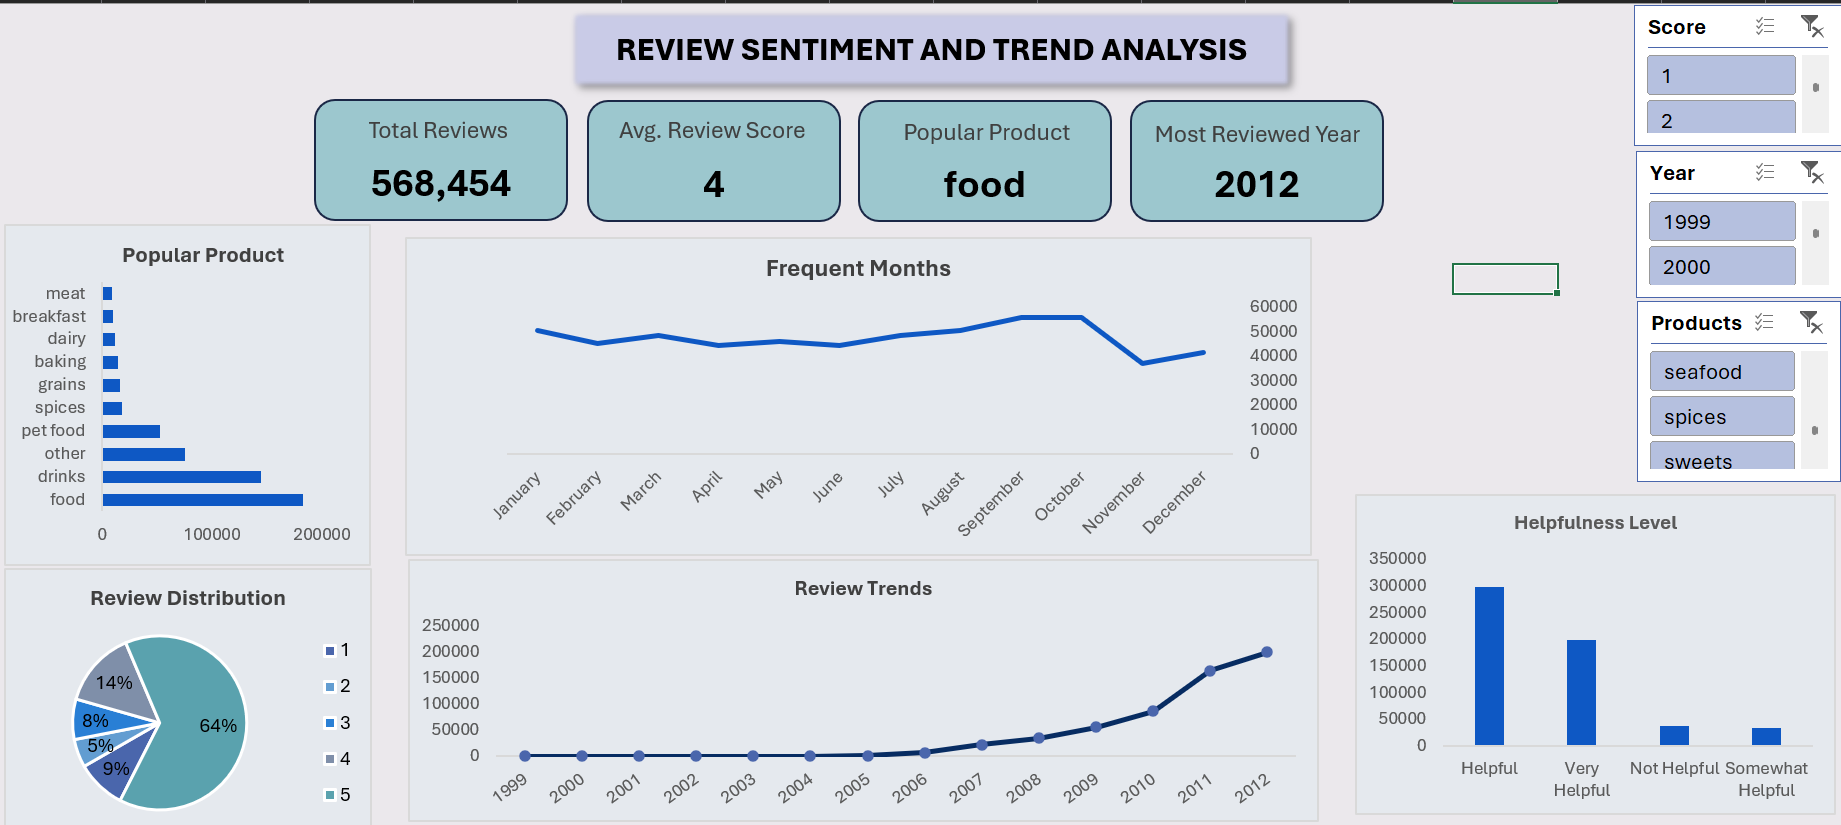 REVIEW SENTIMENT AND TREND ANALYSIS
Total Reviews
568,454
Avg. Review Score
4
Popular Product
food
Most Reviewed Year
2012
Score
1
2
Year
1999
2000
Products
seafood
spices
sweets
Popular Product
meat
breakfast
dairy
baking
grains
spices
pet food
other
drinks
food
0 100000 200000
Frequent Months
60000
50000
40000
30000
20000
10000
0
January February March April May June July August September October November December
Review Distribution
14%
8%
5%
9%
64%
1
2
3
4
5
Review Trends
250000
200000
150000
100000
50000
0
1999 2000 2001 2002 2003 2004 2005 2006 2007 2008 2009 2010 2011 2012
Helpfulness Level
350000
300000
250000
200000
150000
100000
50000
0
Helpful Very Helpful Not Helpful Somewhat Helpful